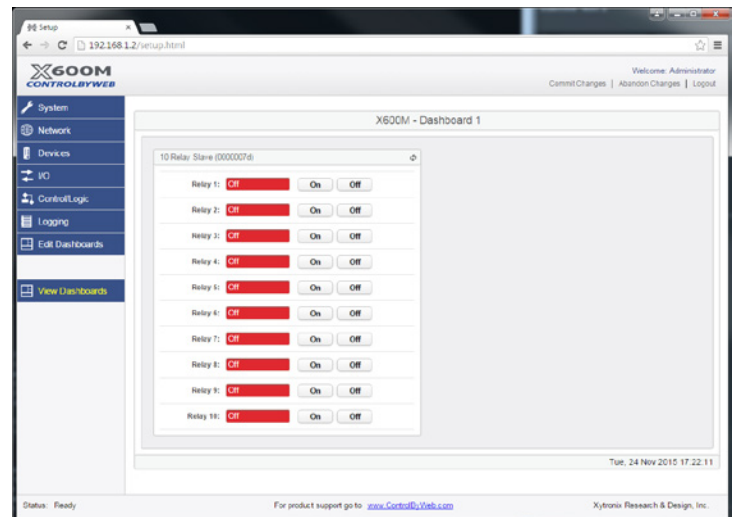 Setup
192.168.1.2/setup.html
X600M
CONTROLBYWEB
Welcome: Administrator
Commit Changes | Abandon Changes | Logout
System
Network
Devices
I/O
Control/Logic
Logging
Edit Dashboards
View Dashboards
X600M - Dashboard 1
10 Relay Slave (0000007d)
Relay 1: Off On Off
Relay 2: Off On Off
Relay 3: Off On Off
Relay 4: Off On Off
Relay 5: Off On Off
Relay 6: Off On Off
Relay 7: Off On Off
Relay 8: Off On Off
Relay 9: Off On Off
Relay 10: Off On Off
Tue, 24 Nov 2015 17:22:11
Status: Ready
For product support go to www.ControlByWeb.com
Xytronix Research & Design, Inc.